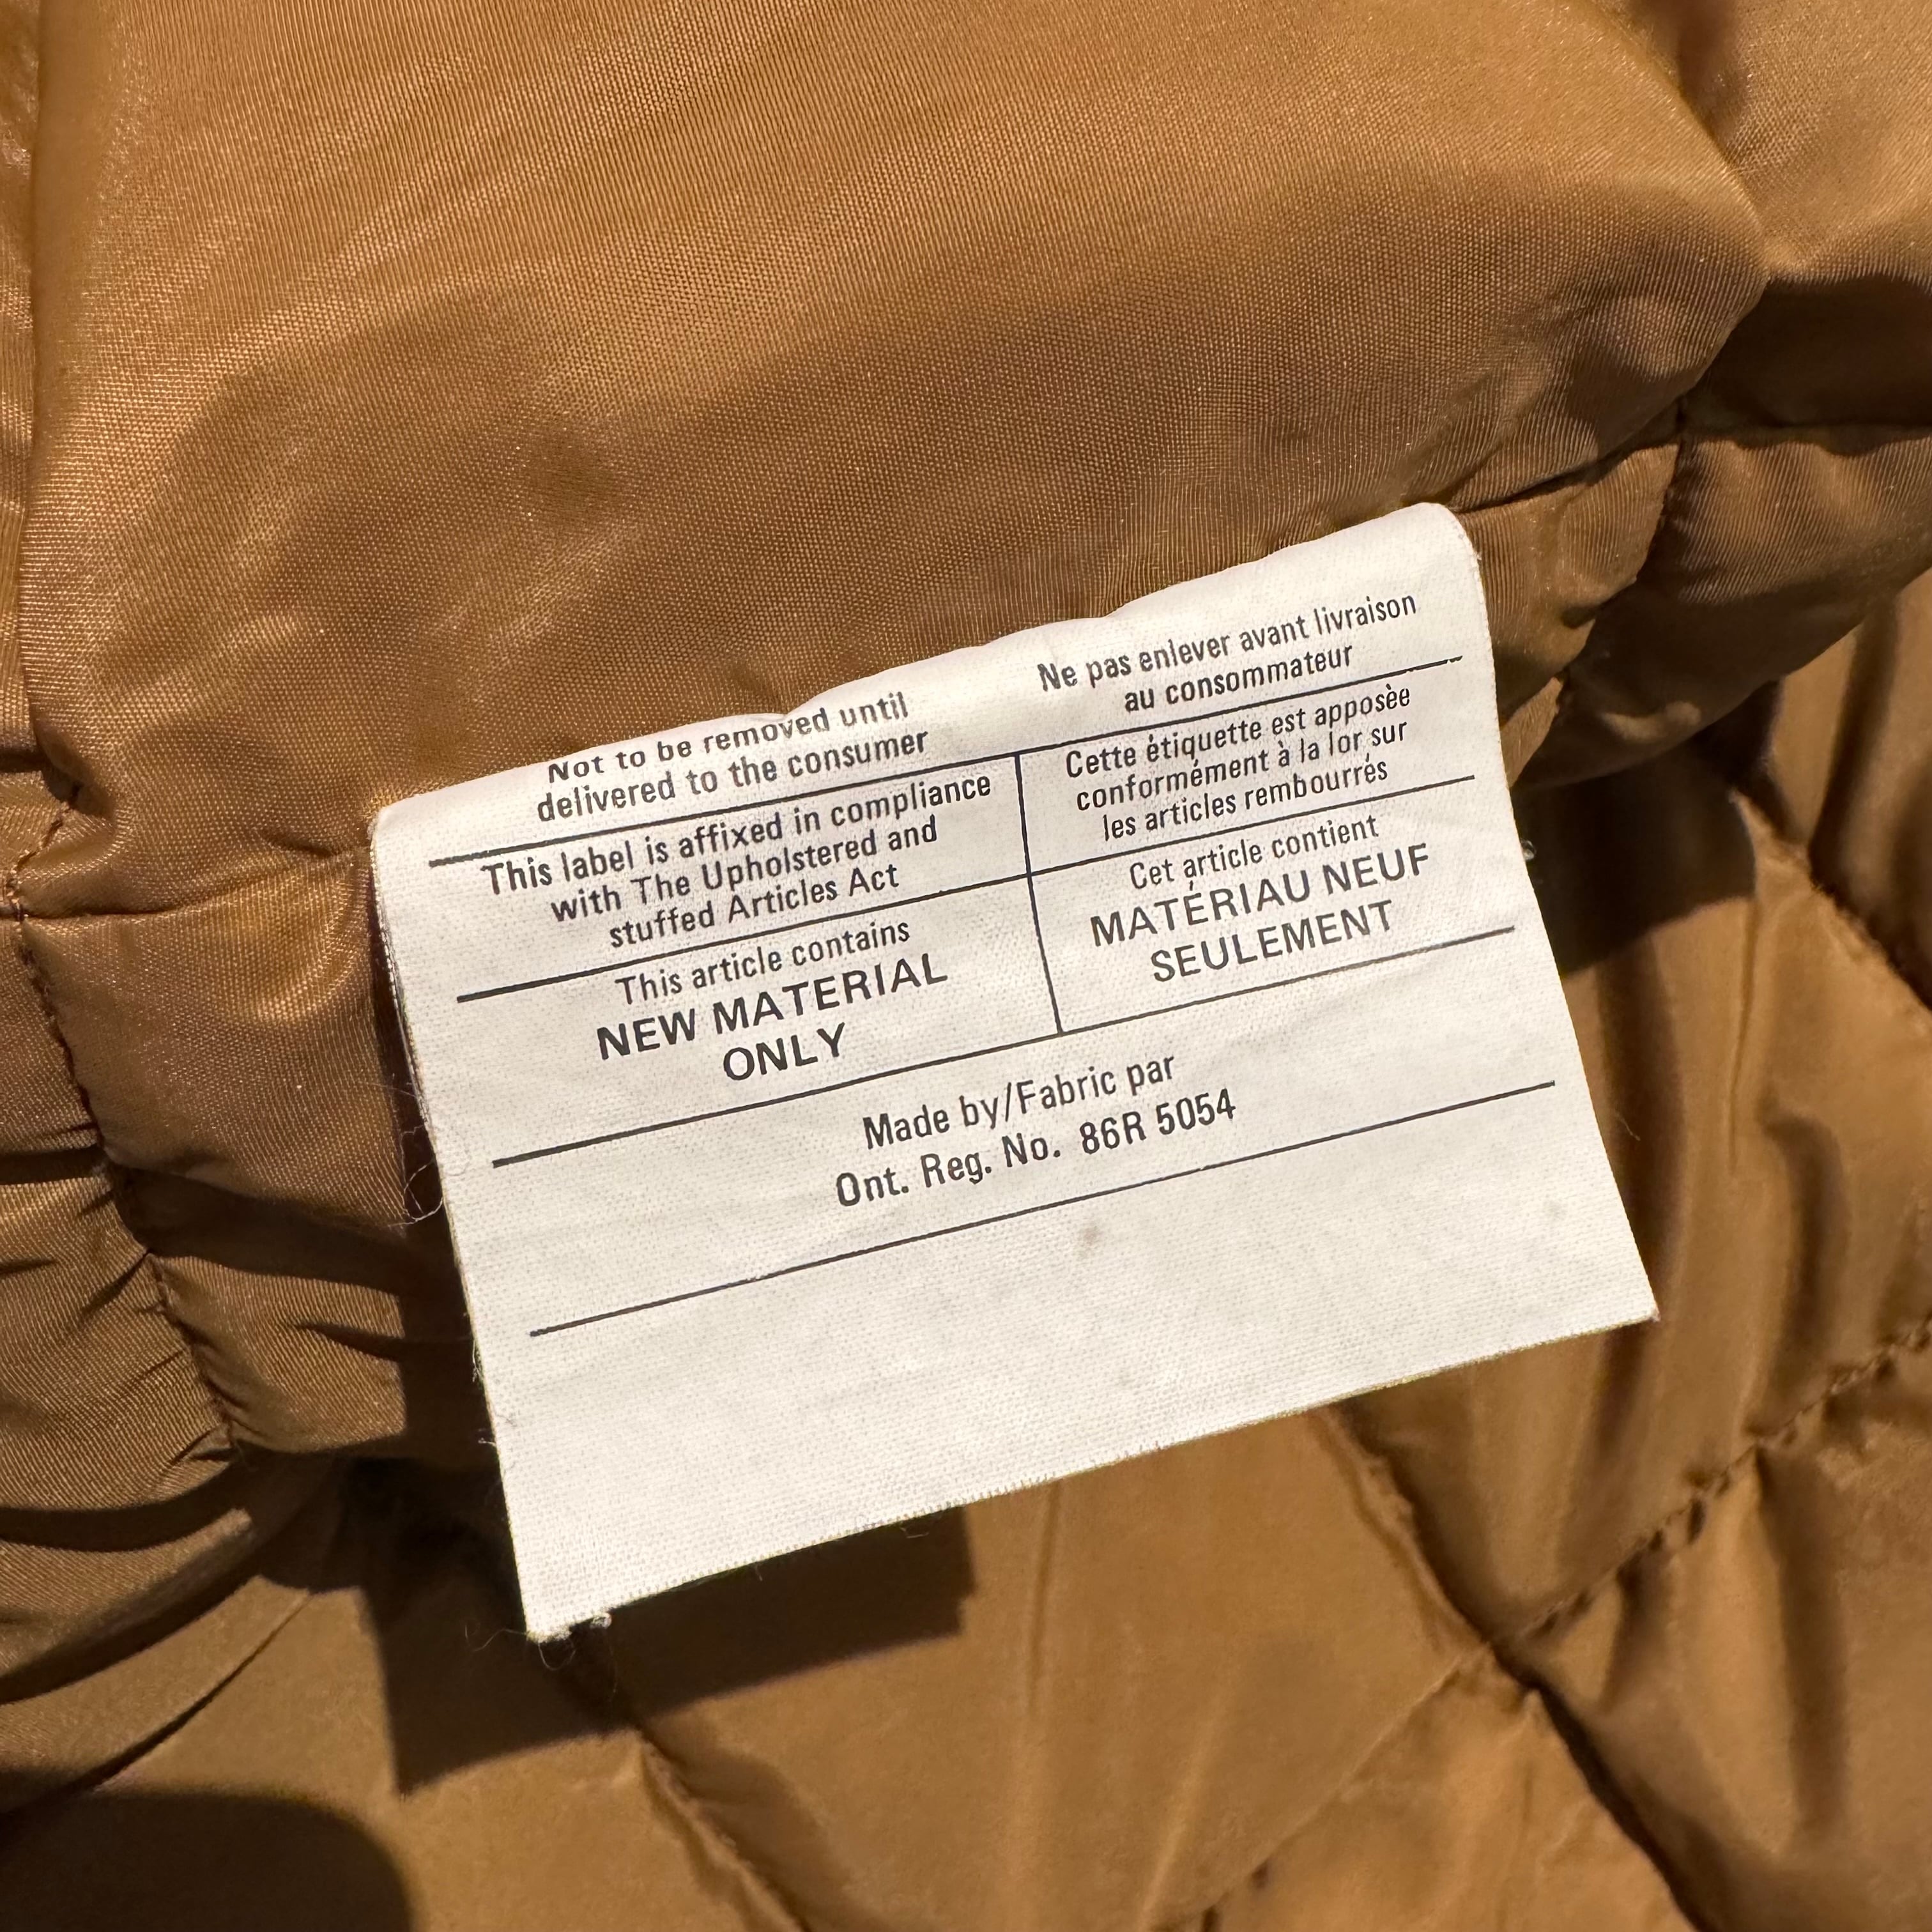 Not to be removed until
delivered to the consumer
Ne pas enlever avant livraison
au consommateur
This label is affixed in compliance
with The Upholstered and
stuffed Articles Act
Cette étiquette est apposèe
conformément à la lor sur
les articles rembourrés
This article contains
NEW MATERIAL
ONLY
Cet article contient
MATÉRIAU NEUF
SEULEMENT
Made by/Fabric par
Ont. Reg. No. 86R 5054